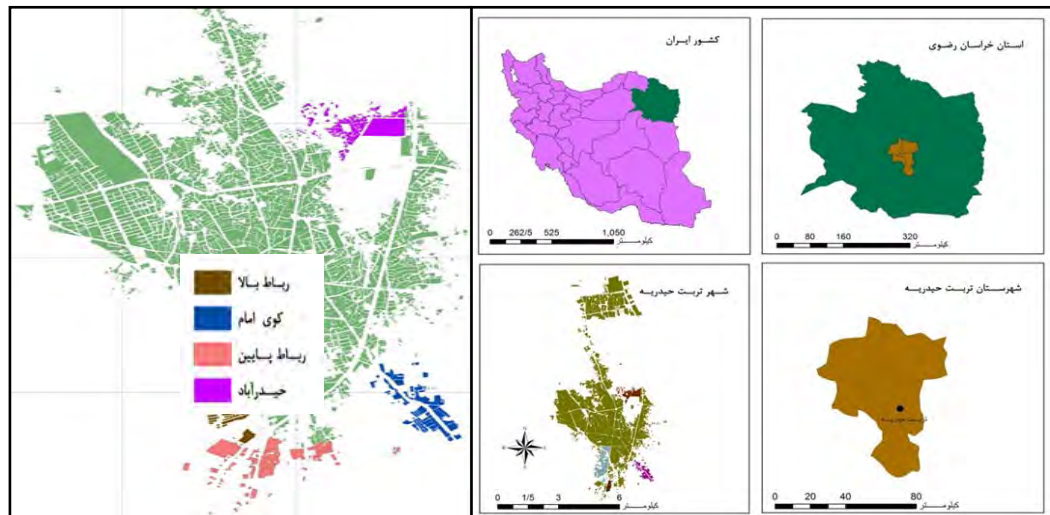 رباط بالا
کوی امام
رباط پایین
حیدرآباد
کشور ایران
0 262/5 525 1,050
کیلومتر
استان خراسان رضوی
0 80 160 320
کیلومتر
شهر تربت حیدریه
0 1/5 3 6
کیلومتر
شهرستان تربت حیدریه
تربت حیدریه
0 20 40 80
کیلومتر